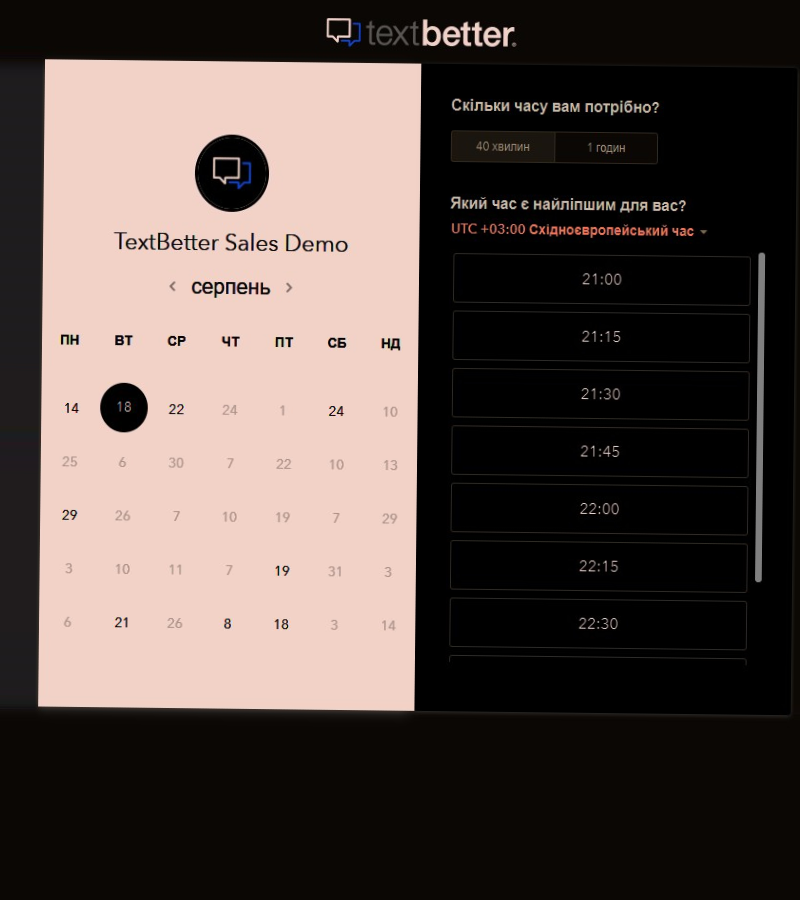 textbetter.
TextBetter Sales Demo
серпень
ПН ВТ СР ЧТ ПТ СБ НД
14 18 22 24 1 24 10
25 6 30 7 22 10 13
29 26 7 10 19 7 29
3 10 11 7 19 31 3
6 21 26 8 18 3 14
Скільки часу вам потрібно?
40 хвилин 1 годин
Який час є найліпшим для вас?
UTC +03:00 Східноєвропейський час
21:00
21:15
21:30
21:45
22:00
22:15
22:30